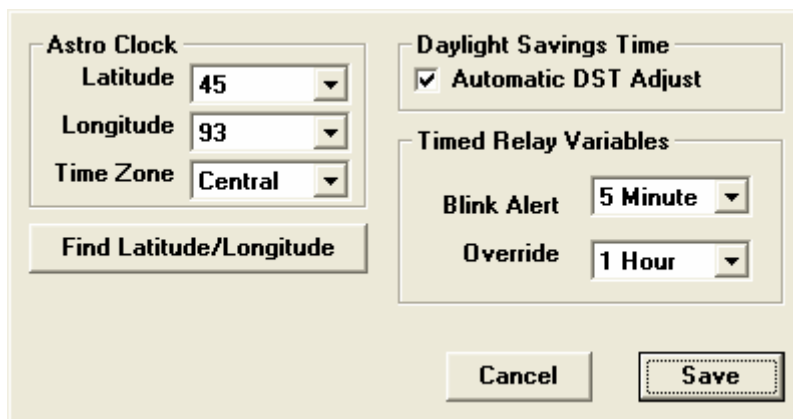 Astro Clock
Latitude 45
Longitude 93
Time Zone Central
Find Latitude/Longitude
Daylight Savings Time
Automatic DST Adjust
Timed Relay Variables
Blink Alert 5 Minute
Override 1 Hour
Cancel Save